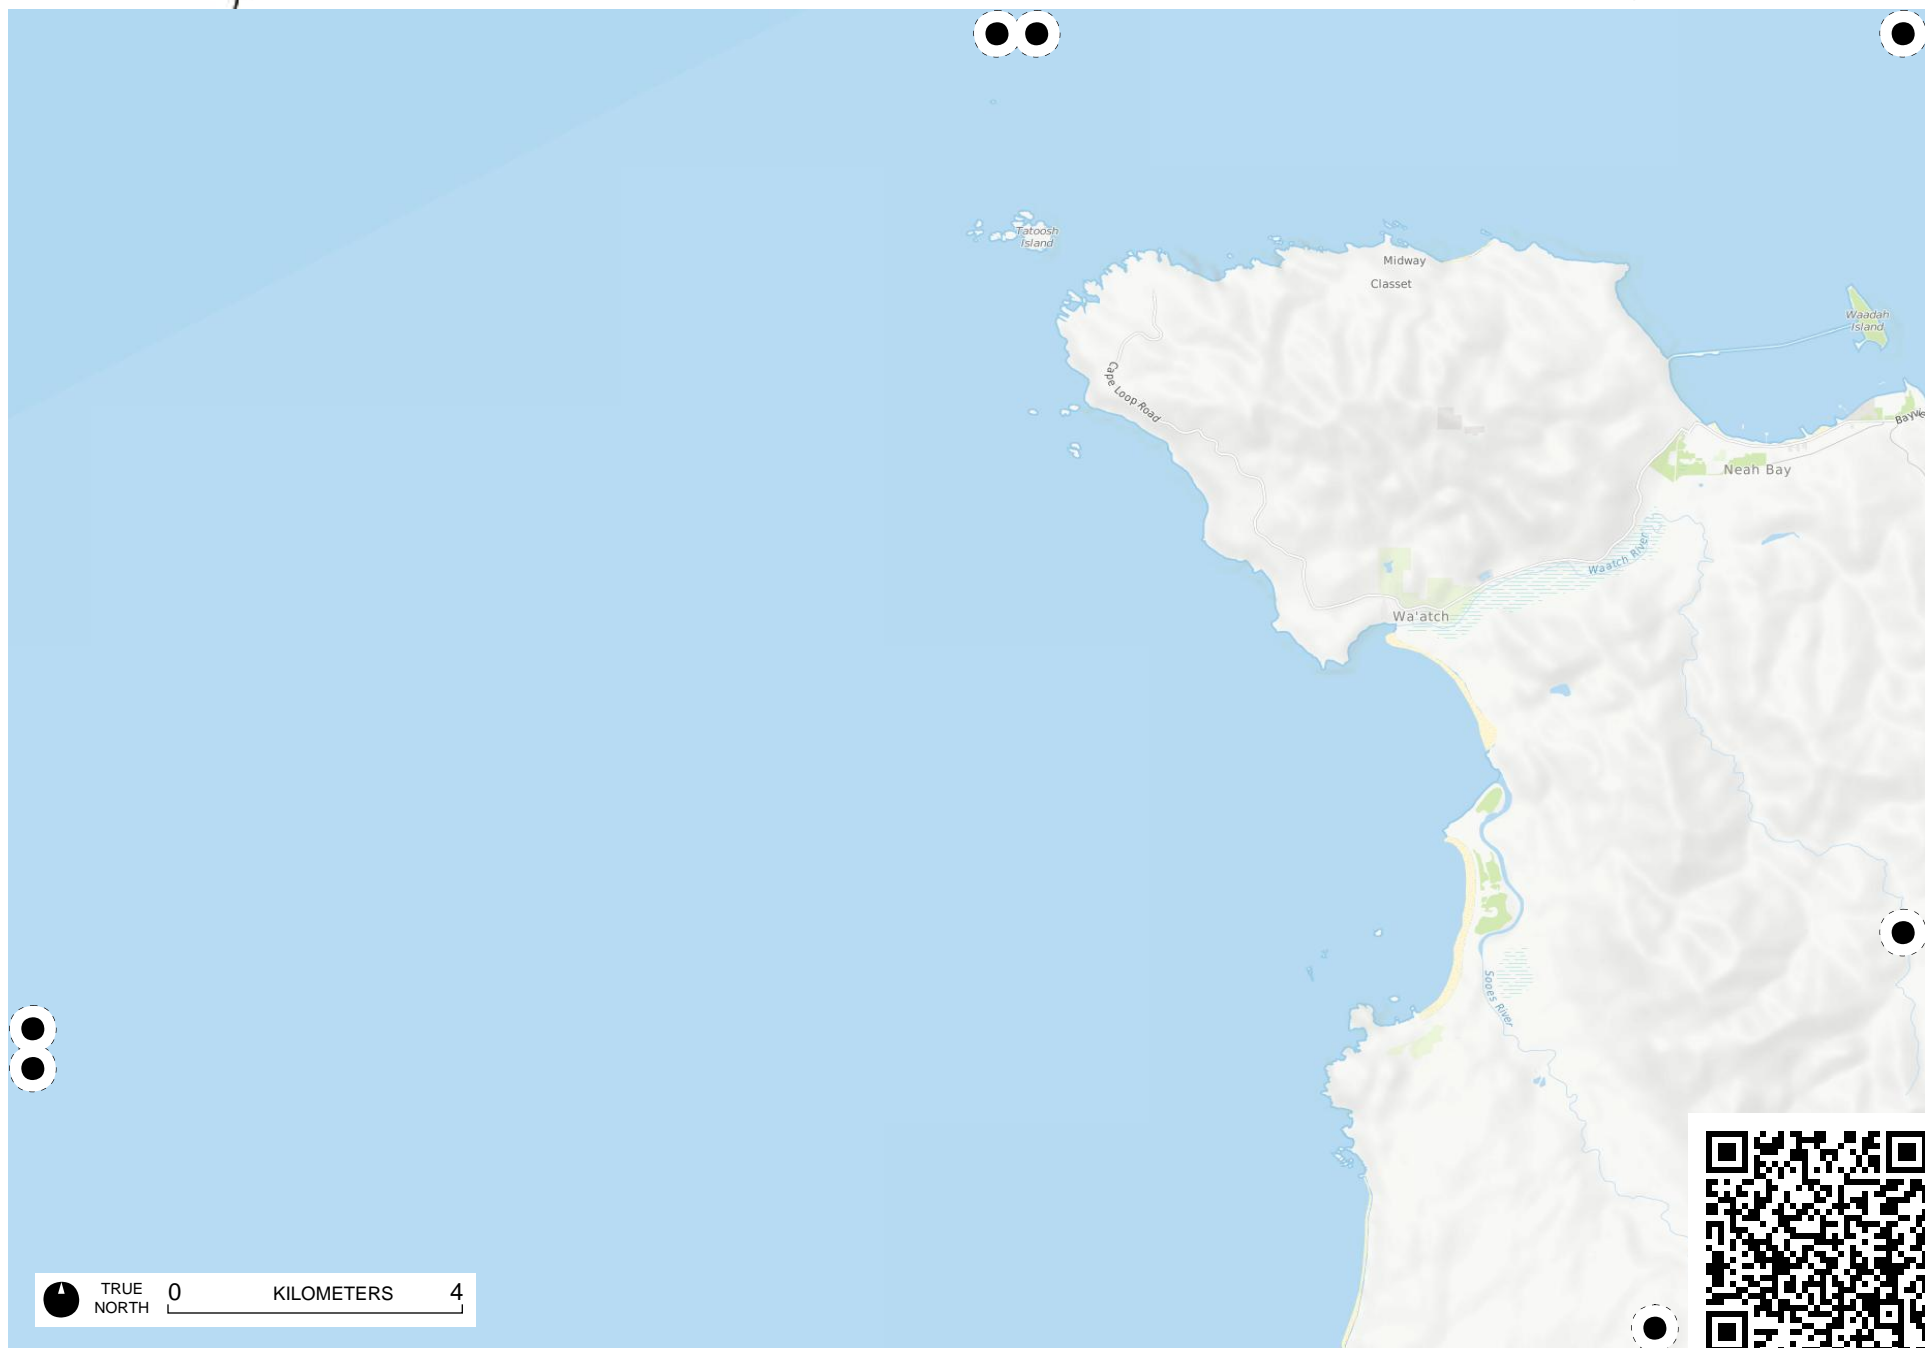 Tatoosh
Island
Midway
Classet
Waadah
Island
Cape Loop Road
Neah Bay
Waatch River
Wa'atch
Sooes River
TRUE
NORTH
0 KILOMETERS 4